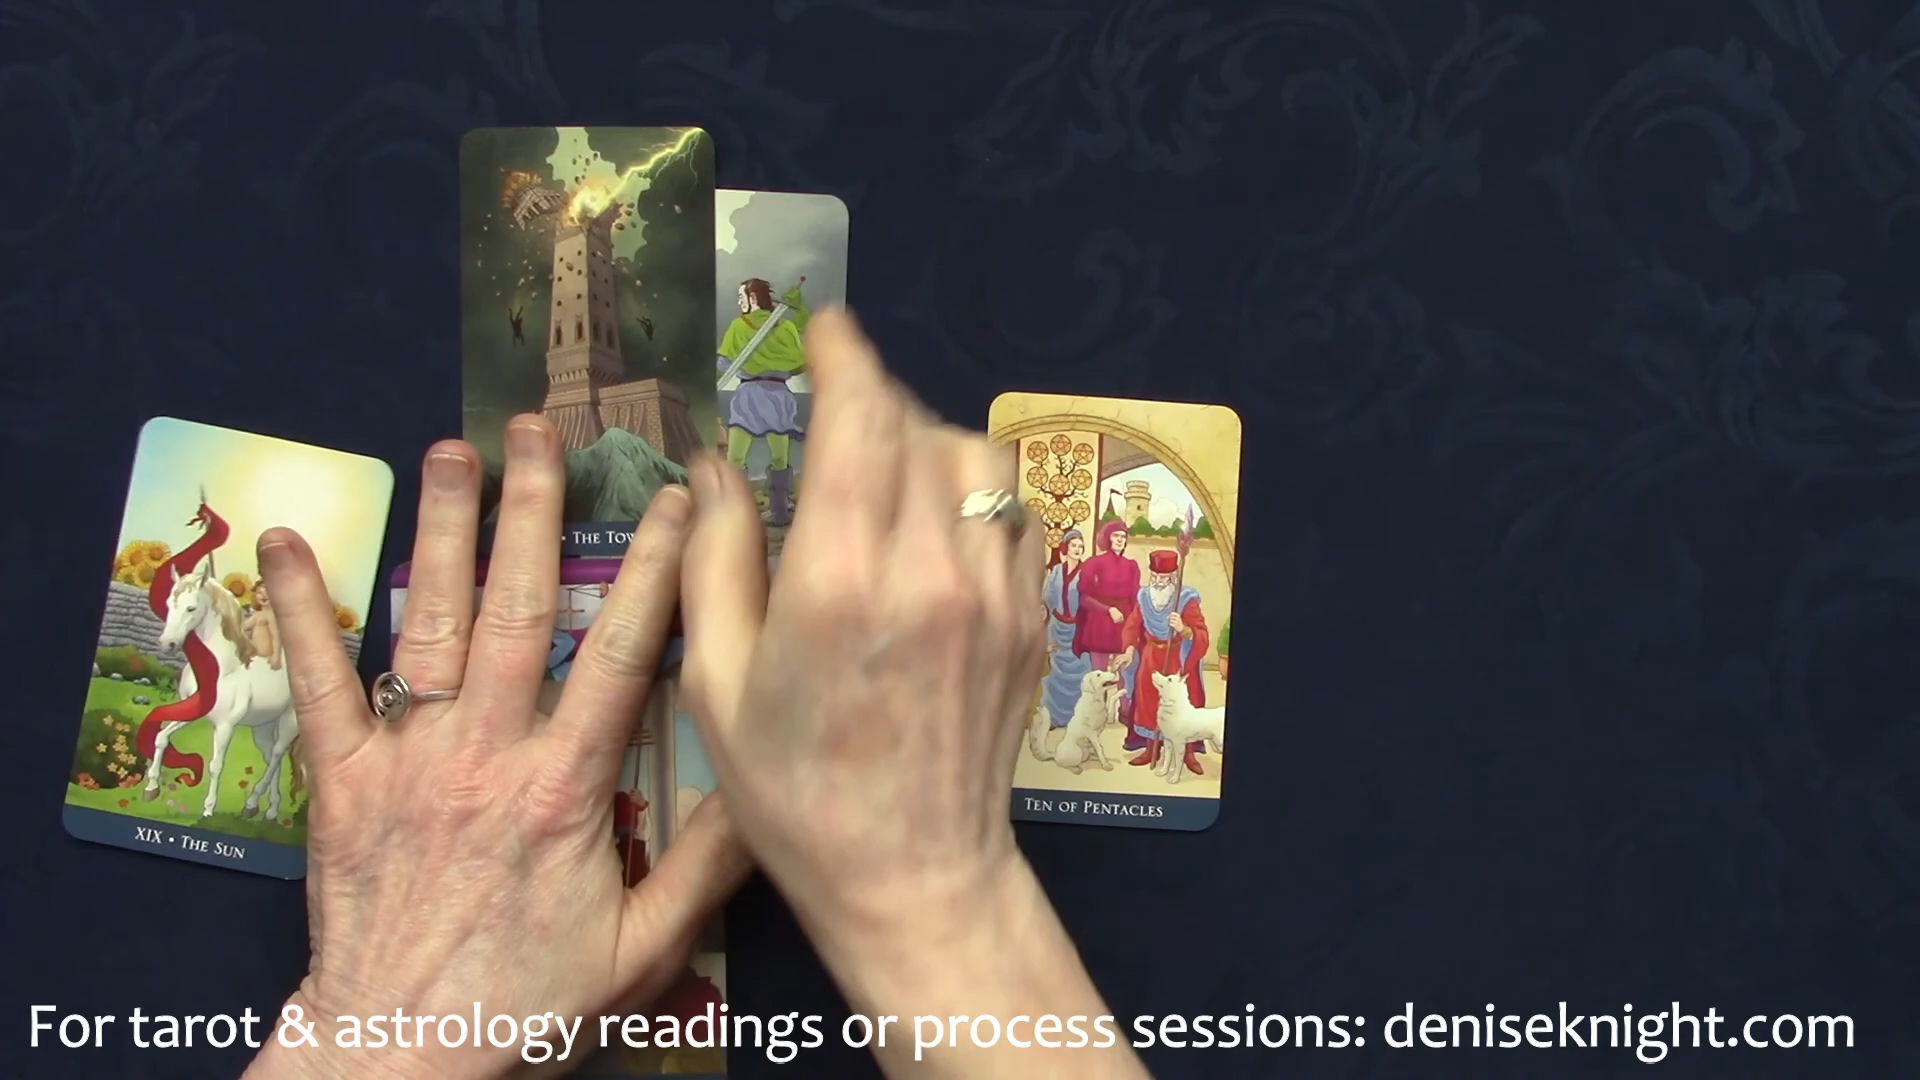 • THE TOW
XIX • THE SUN
TEN OF PENTACLES
For tarot & astrology readings or process sessions: deniseknight.com